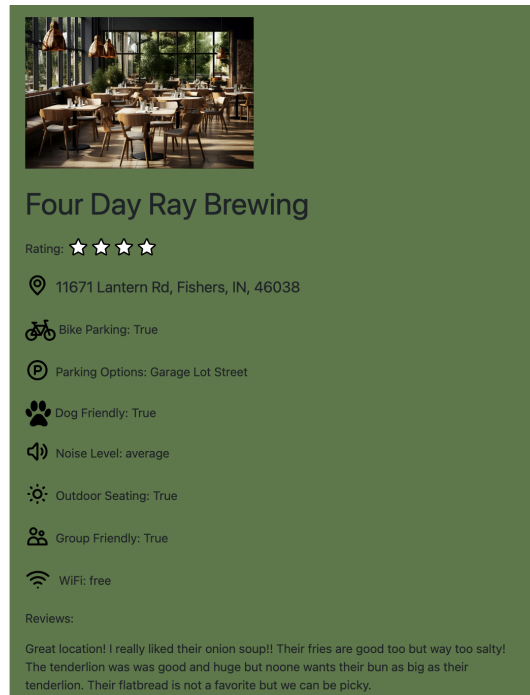 Four Day Ray Brewing
Rating:
11671 Lantern Rd, Fishers, IN, 46038
Bike Parking: True
P
Parking Options: Garage Lot Street
Dog Friendly: True
Noise Level: average
Outdoor Seating: True
Group Friendly: True
WiFi: free
Reviews:
Great location! I really liked their onion soup!! Their fries are good too but way too salty!
The tenderlion was was good and huge but noone wants their bun as big as their
tenderlion. Their flatbread is not a favorite but we can be picky.